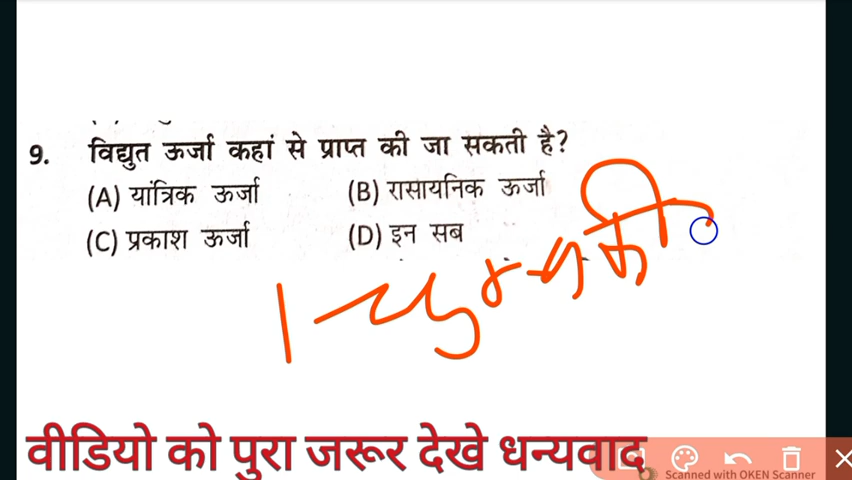 9. विद्युत ऊर्जा कहां से प्राप्त की जा सकती है?
(A) यांत्रिक ऊर्जा (B) रासायनिक ऊर्जा
(C) प्रकाश ऊर्जा (D) इन सब
वीडियो को पुरा जरूर देखे धन्यवाद
Scanned with OKEN Scanner